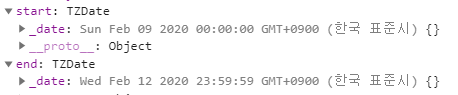 start: TZDate
_date: Sun Feb 09 2020 00:00:00 GMT+0900 (한국 표준시) {}
__proto__: Object
end: TZDate
_date: Wed Feb 12 2020 23:59:59 GMT+0900 (한국 표준시) {}